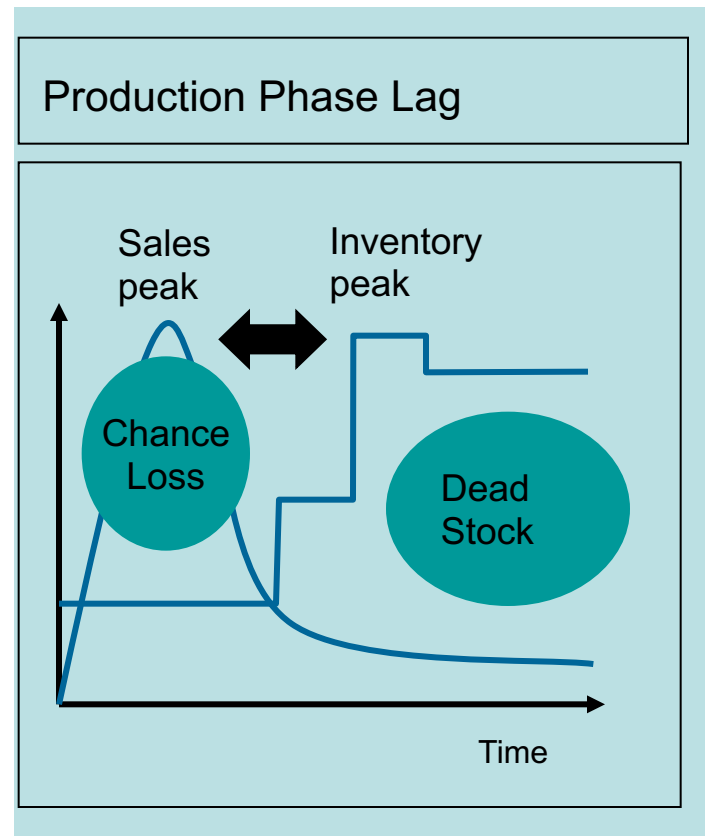 Production Phase Lag
Sales
peak
Inventory
peak
Chance
Loss
Dead
Stock
Time